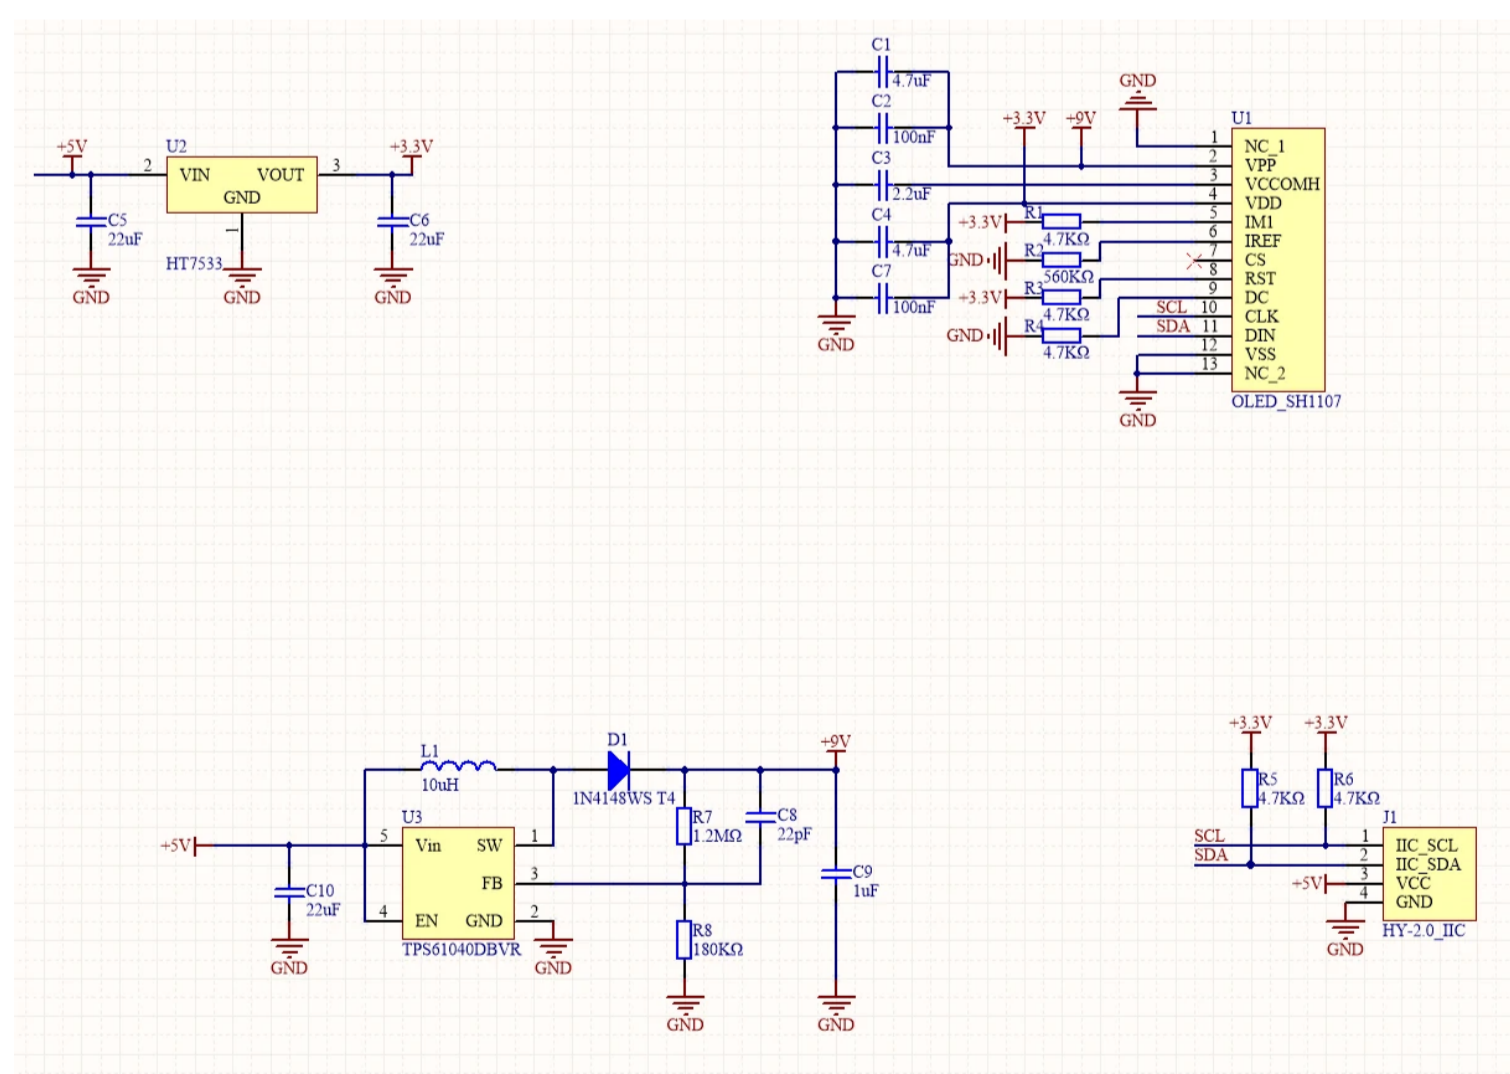 +5V
U2
2
VIN
VOUT
3
GND
1
HT7533
C5
22uF
GND
GND
+3.3V
C6
22uF
GND
C1
4.7uF
C2
100nF
C3
2.2uF
C4
4.7uF
C7
100nF
GND
+3.3V
+9V
GND
+3.3V
R1
4.7KΩ
GND
R2
560KΩ
+3.3V
R3
4.7KΩ
GND
R4
4.7KΩ
SCL
SDA
GND
U1
1 NC_1
2 VPP
3 VCCOMH
4 VDD
5 IM1
6 IREF
7 CS
8 RST
9 DC
10 CLK
11 DIN
12 VSS
13 NC_2
OLED_SH1107
+5V
C10
22uF
GND
L1
10uH
U3
5 Vin
SW 1
FB 3
4 EN
GND 2
TPS61040DBVR
GND
D1
1N4148WS T4
R7
1.2MΩ
C8
22pF
R8
180KΩ
GND
+9V
C9
1uF
GND
+3.3V
+3.3V
R5
4.7KΩ
R6
4.7KΩ
SCL
SDA
+5V
GND
J1
1 IIC_SCL
2 IIC_SDA
3 VCC
4 GND
HY-2.0_IIC